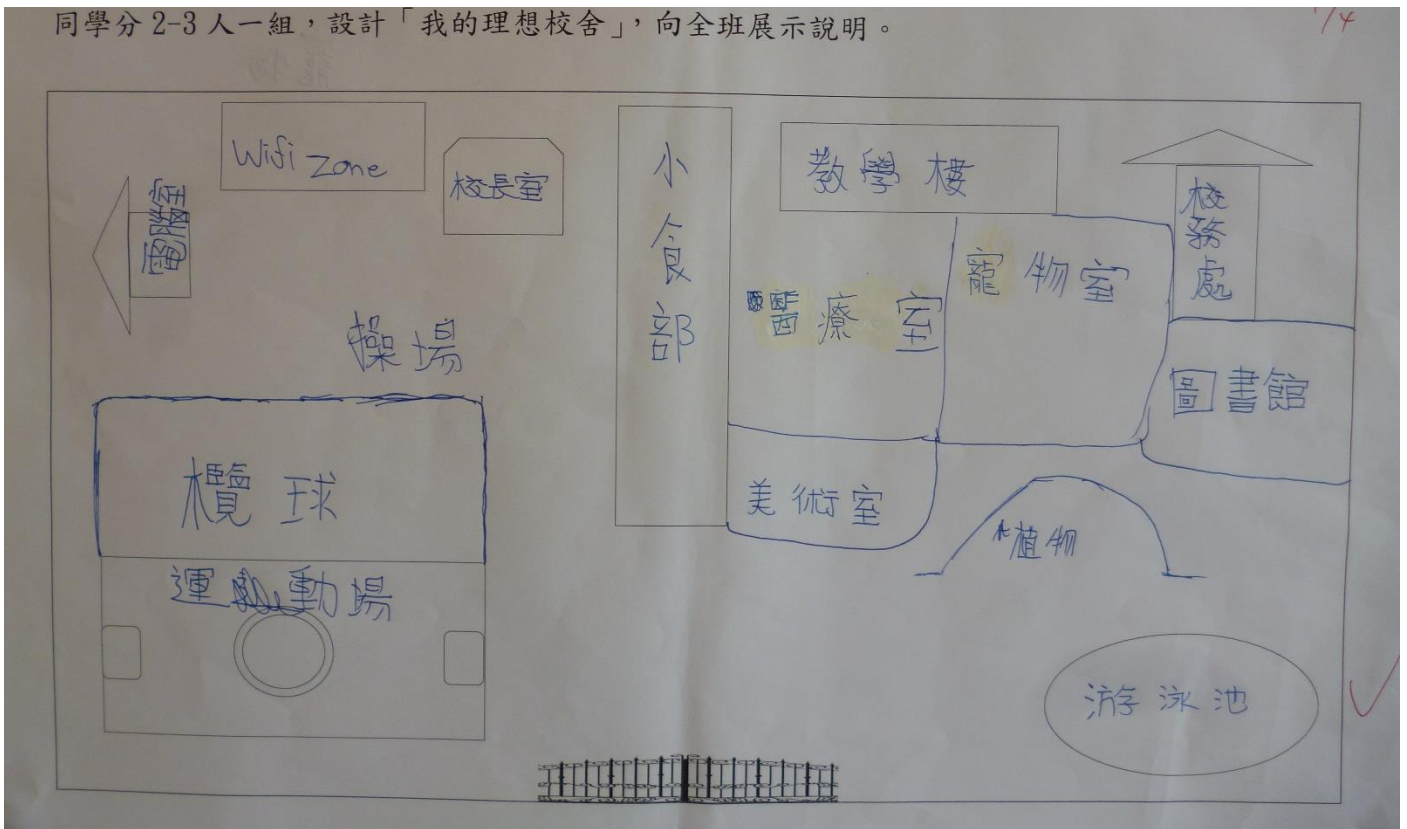 同學分 2-3 人一組，設計「我的理想校舍」，向全班展示說明。
Wifi Zone
校長室
電腦室
小食部
教學樓
校務處
寵物室
醫療室
圖書館
操場
欖球
美術室
植物
運動場
游泳池